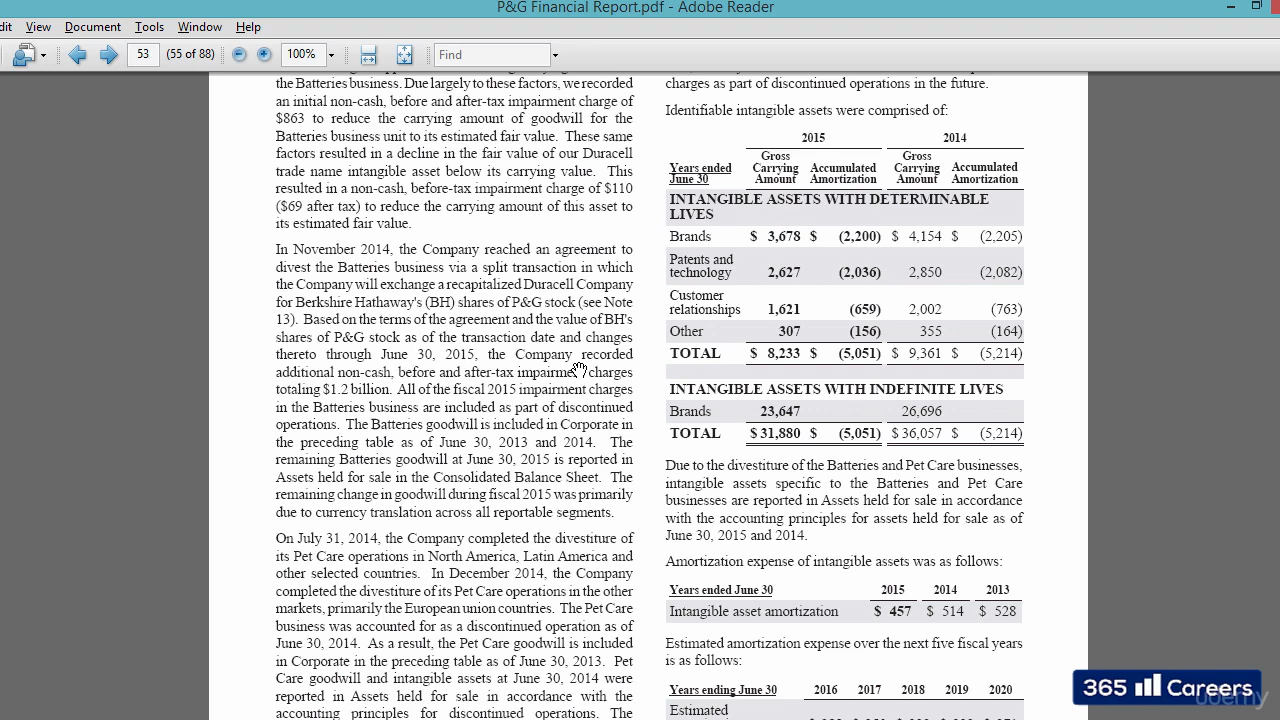 P&G Financial Report.pdf - Adobe Reader
dit View Document Tools Window Help
53 (55 of 88) 100% Find
the Batteries business. Due largely to these factors, we recorded
an initial non-cash, before and after-tax impairment charge of
$863 to reduce the carrying amount of goodwill for the
Batteries business unit to its estimated fair value. These same
factors resulted in a decline in the fair value of our Duracell
trade name intangible asset below its carrying value. This
resulted in a non-cash, before-tax impairment charge of $110
($69 after tax) to reduce the carrying amount of this asset to
its estimated fair value.
In November 2014, the Company reached an agreement to
divest the Batteries business via a split transaction in which
the Company will exchange a recapitalized Duracell Company
for Berkshire Hathaway's (BH) shares of P&G stock (see Note
13). Based on the terms of the agreement and the value of BH's
shares of P&G stock as of the transaction date and changes
thereto through June 30, 2015, the Company recorded
additional non-cash, before and after-tax impairment charges
totaling $1.2 billion. All of the fiscal 2015 impairment charges
in the Batteries business are included as part of discontinued
operations. The Batteries goodwill is included in Corporate in
the preceding table as of June 30, 2013 and 2014. The
remaining Batteries goodwill at June 30, 2015 is reported in
Assets held for sale in the Consolidated Balance Sheet. The
remaining change in goodwill during fiscal 2015 was primarily
due to currency translation across all reportable segments.
On July 31, 2014, the Company completed the divestiture of
its Pet Care operations in North America, Latin America and
other selected countries. In December 2014, the Company
completed the divestiture of its Pet Care operations in the other
markets, primarily the European union countries. The Pet Care
business was accounted for as a discontinued operation as of
June 30, 2014. As a result, the Pet Care goodwill is included
in Corporate in the preceding table as of June 30, 2013. Pet
Care goodwill and intangible assets at June 30, 2014 were
reported in Assets held for sale in accordance with the
accounting principles for discontinued operations. The
charges as part of discontinued operations in the future.
Identifiable intangible assets were comprised of:
2015 2014
Gross Gross
Years ended Carrying Accumulated Carrying Accumulated
June 30 Amount Amortization Amount Amortization
INTANGIBLE ASSETS WITH DETERMINABLE
LIVES
Brands $ 3,678 $ (2,200) $ 4,154 $ (2,205)
Patents and
technology 2,627 (2,036) 2,850 (2,082)
Customer
relationships 1,621 (659) 2,002 (763)
Other 307 (156) 355 (164)
TOTAL $ 8,233 $ (5,051) $ 9,361 $ (5,214)
INTANGIBLE ASSETS WITH INDEFINITE LIVES
Brands 23,647 26,696
TOTAL $ 31,880 $ (5,051) $ 36,057 $ (5,214)
Due to the divestiture of the Batteries and Pet Care businesses,
intangible assets specific to the Batteries and Pet Care
businesses are reported in Assets held for sale in accordance
with the accounting principles for assets held for sale as of
June 30, 2015 and 2014.
Amortization expense of intangible assets was as follows:
Years ended June 30 2015 2014 2013
Intangible asset amortization $ 457 $ 514 $ 528
Estimated amortization expense over the next five fiscal years
is as follows:
Years ending June 30 2016 2017 2018 2019 2020
Estimated
365 Careers
udemy